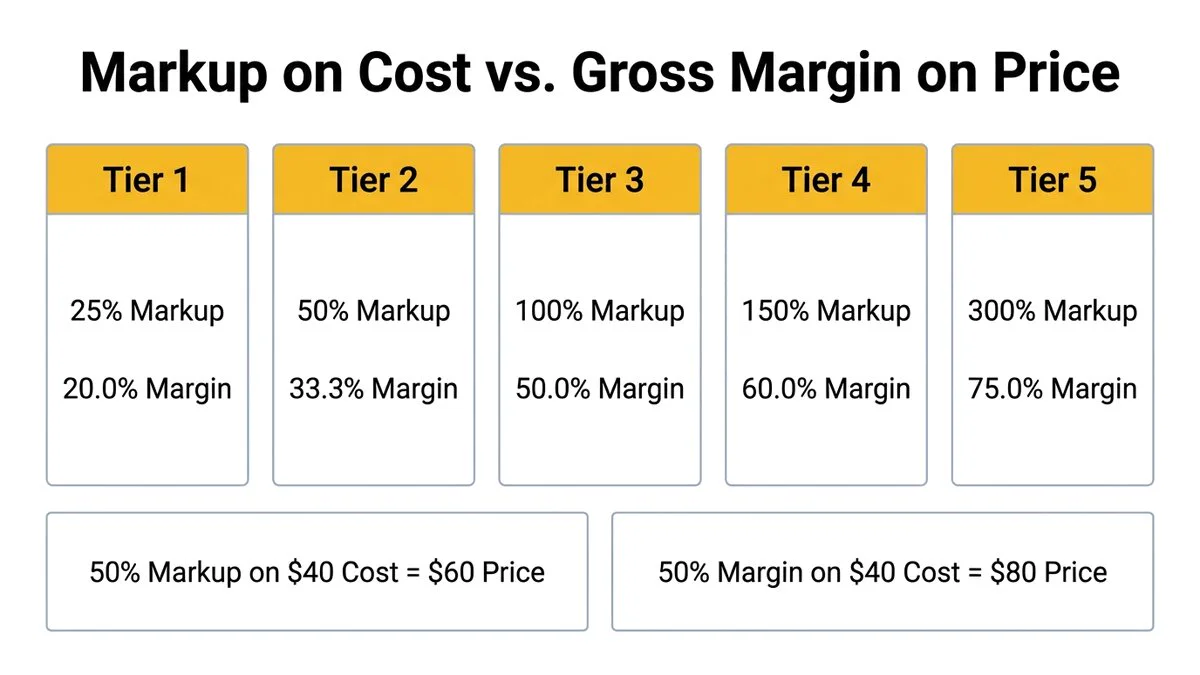 Markup on Cost vs. Gross Margin on Price
Tier 1
25% Markup
20.0% Margin
Tier 2
50% Markup
33.3% Margin
Tier 3
100% Markup
50.0% Margin
Tier 4
150% Markup
60.0% Margin
Tier 5
300% Markup
75.0% Margin
50% Markup on $40 Cost = $60 Price
50% Margin on $40 Cost = $80 Price